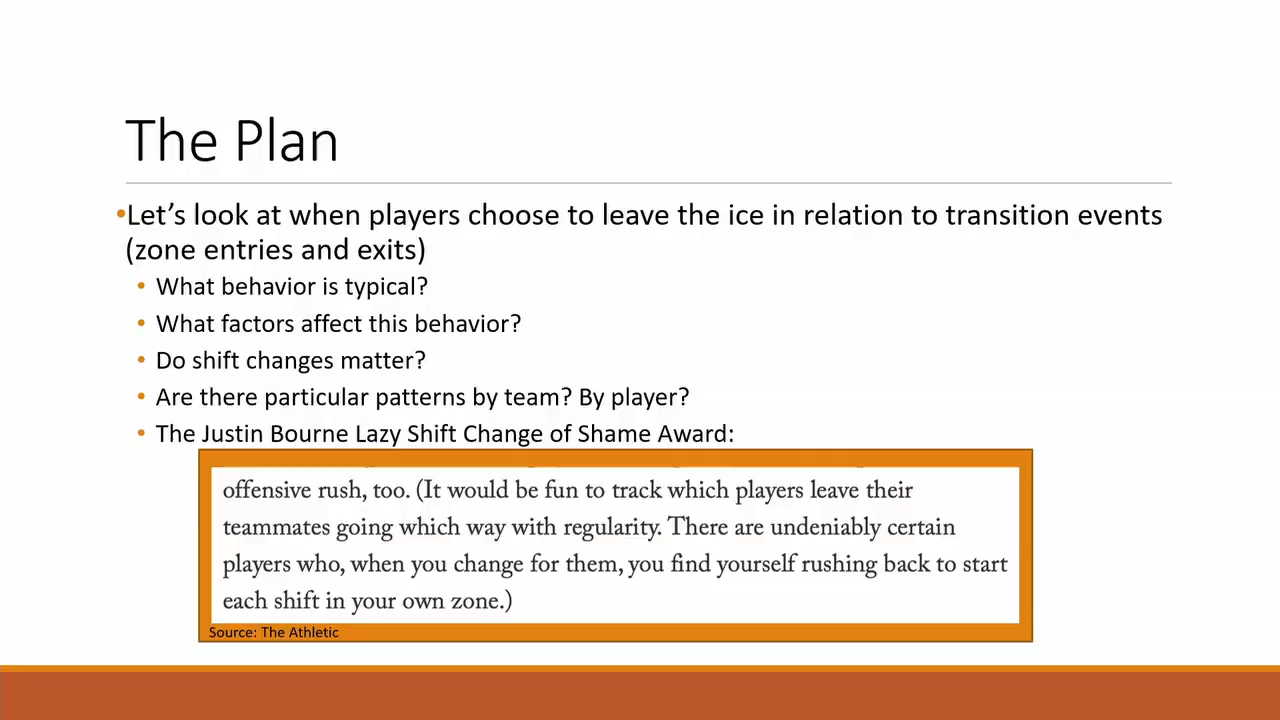 The Plan
•Let’s look at when players choose to leave the ice in relation to transition events
(zone entries and exits)
• What behavior is typical?
• What factors affect this behavior?
• Do shift changes matter?
• Are there particular patterns by team? By player?
• The Justin Bourne Lazy Shift Change of Shame Award:
offensive rush, too. (It would be fun to track which players leave their
teammates going which way with regularity. There are undeniably certain
players who, when you change for them, you find yourself rushing back to start
each shift in your own zone.)
Source: The Athletic